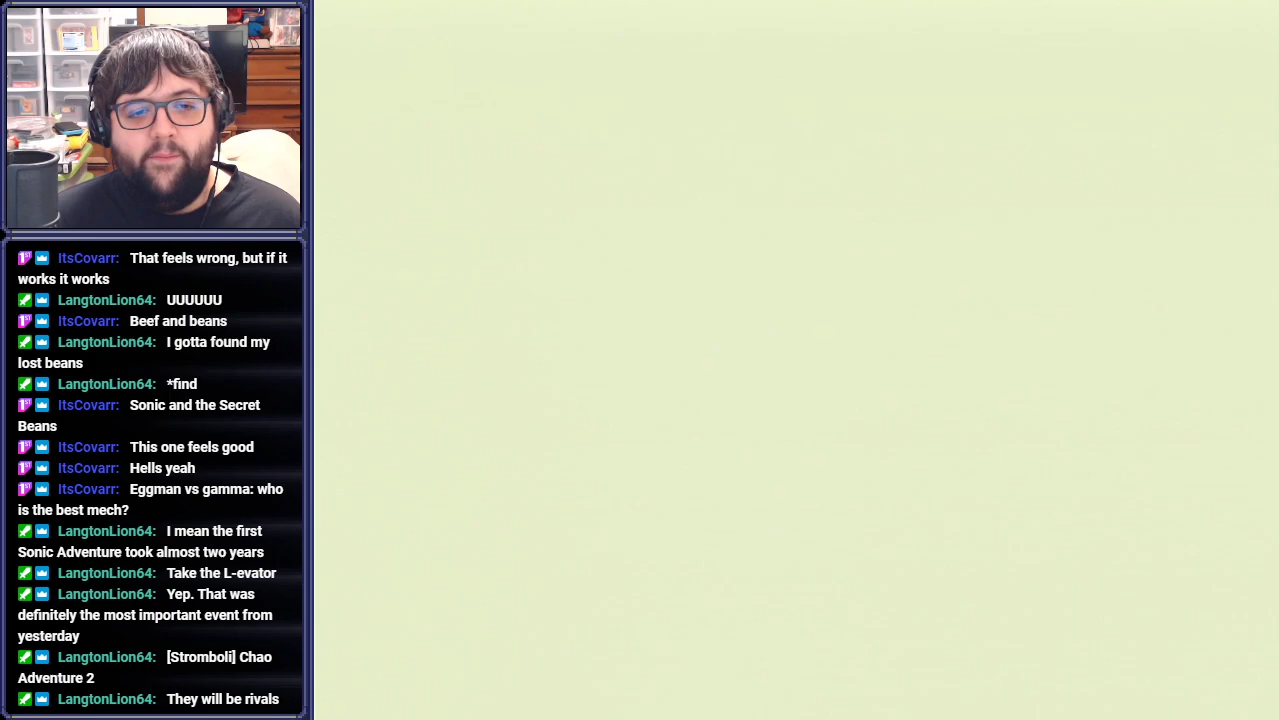 ItsCovarr: That feels wrong, but if it
works it works
LangtonLion64: UUUUUU
ItsCovarr: Beef and beans
LangtonLion64: I gotta found my
lost beans
LangtonLion64: *find
ItsCovarr: Sonic and the Secret
Beans
ItsCovarr: This one feels good
ItsCovarr: Hells yeah
ItsCovarr: Eggman vs gamma: who
is the best mech?
LangtonLion64: I mean the first
Sonic Adventure took almost two years
LangtonLion64: Take the L-evator
LangtonLion64: Yep. That was
definitely the most important event from
yesterday
LangtonLion64: [Stromboli] Chao
Adventure 2
LangtonLion64: They will be rivals